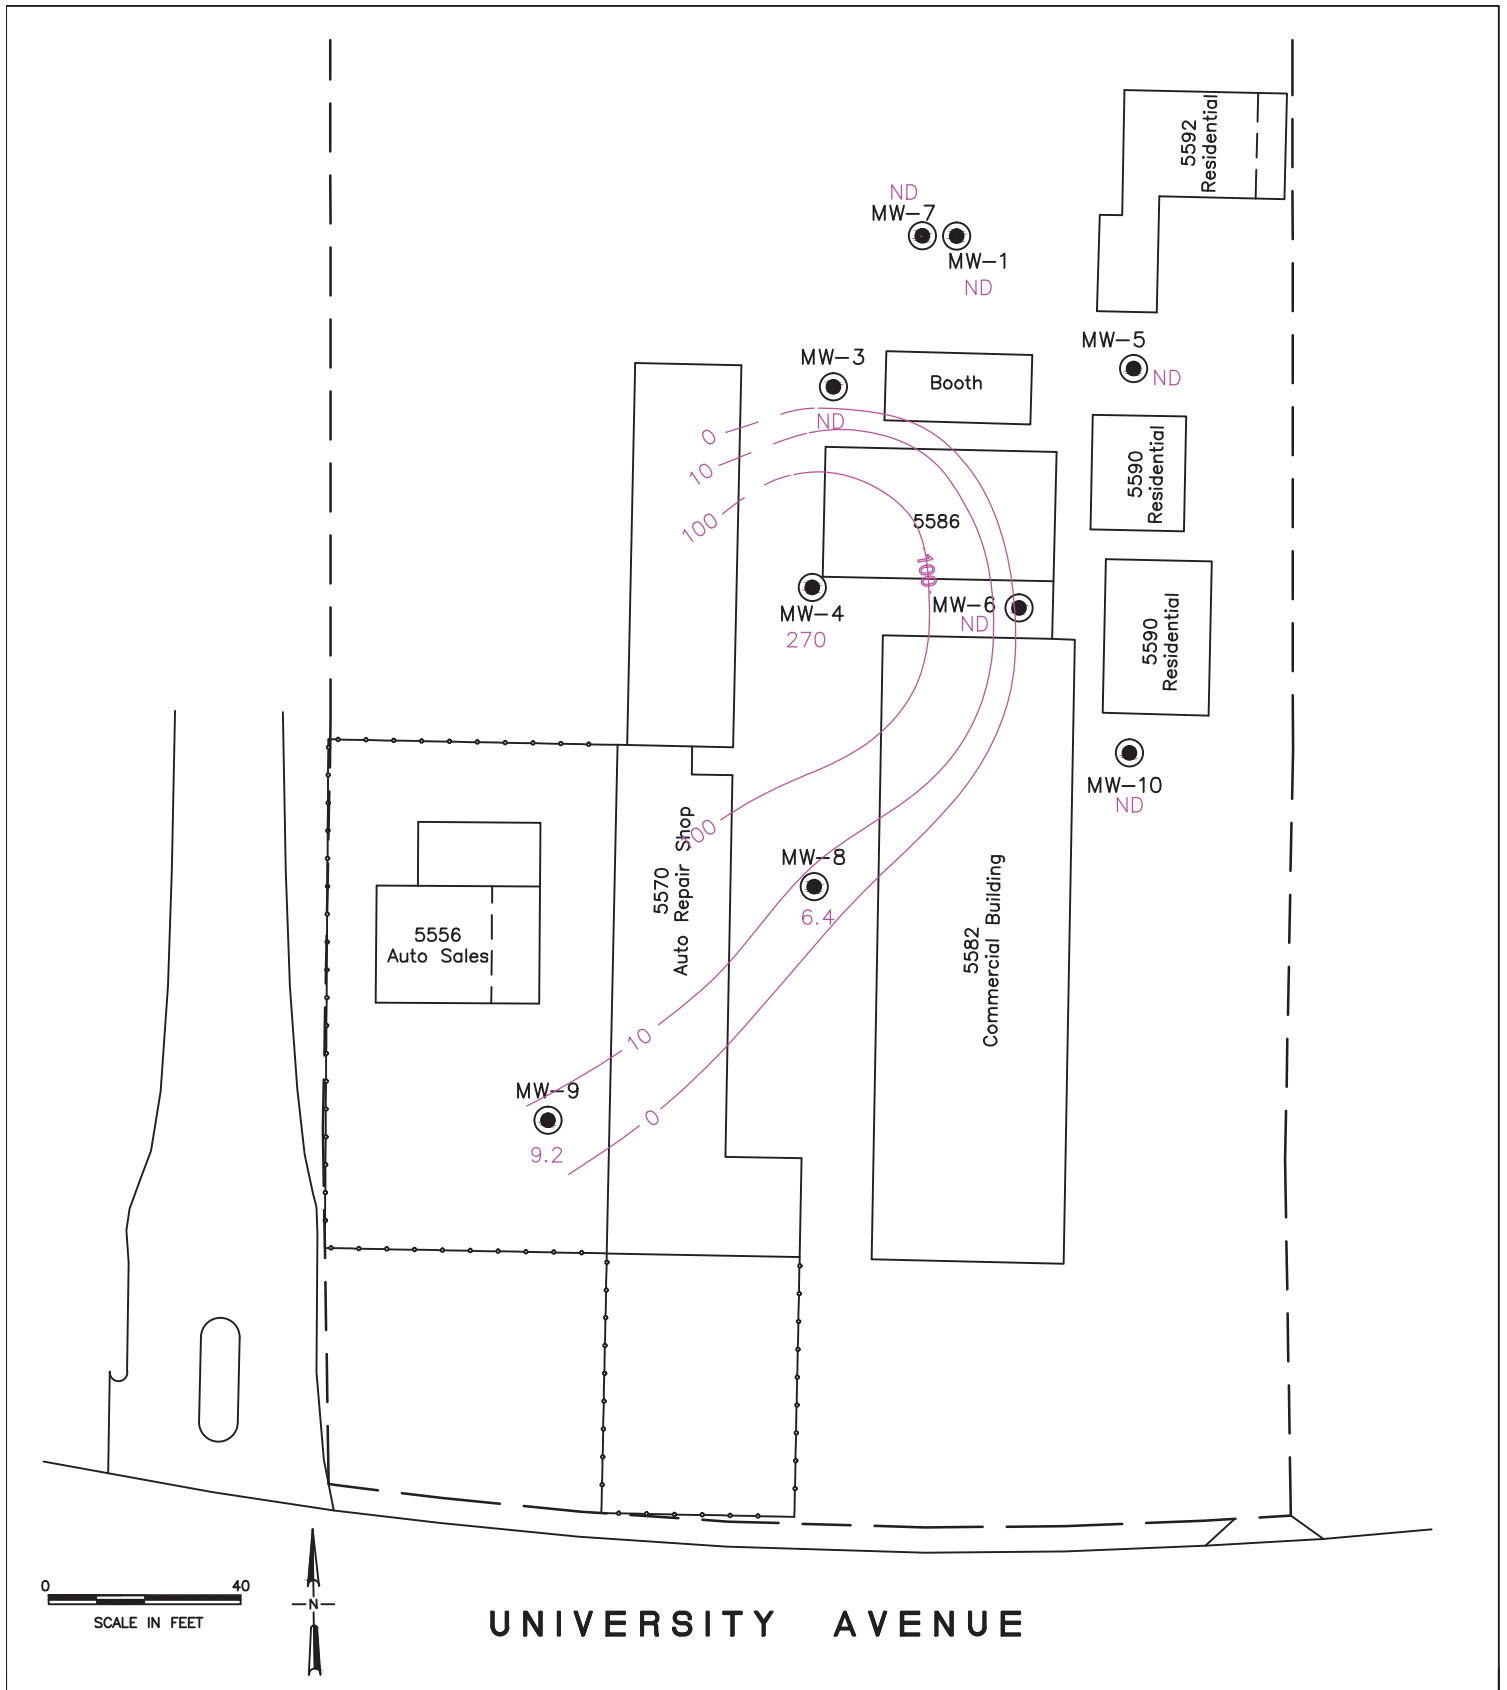 5592
Residential
ND
MW-7
MW-1
ND
MW-5
ND
MW-3
ND
Booth
0
10
100
5590
Residential
5586
100
MW-4
270
MW-6
ND
5590
Residential
MW-10
ND
100
5570
Auto Repair Shop
MW-8
6.4
5556
Auto Sales
5582
Commercial Building
10
MW-9
9.2
0
0 40
SCALE IN FEET
N
UNIVERSITY AVENUE